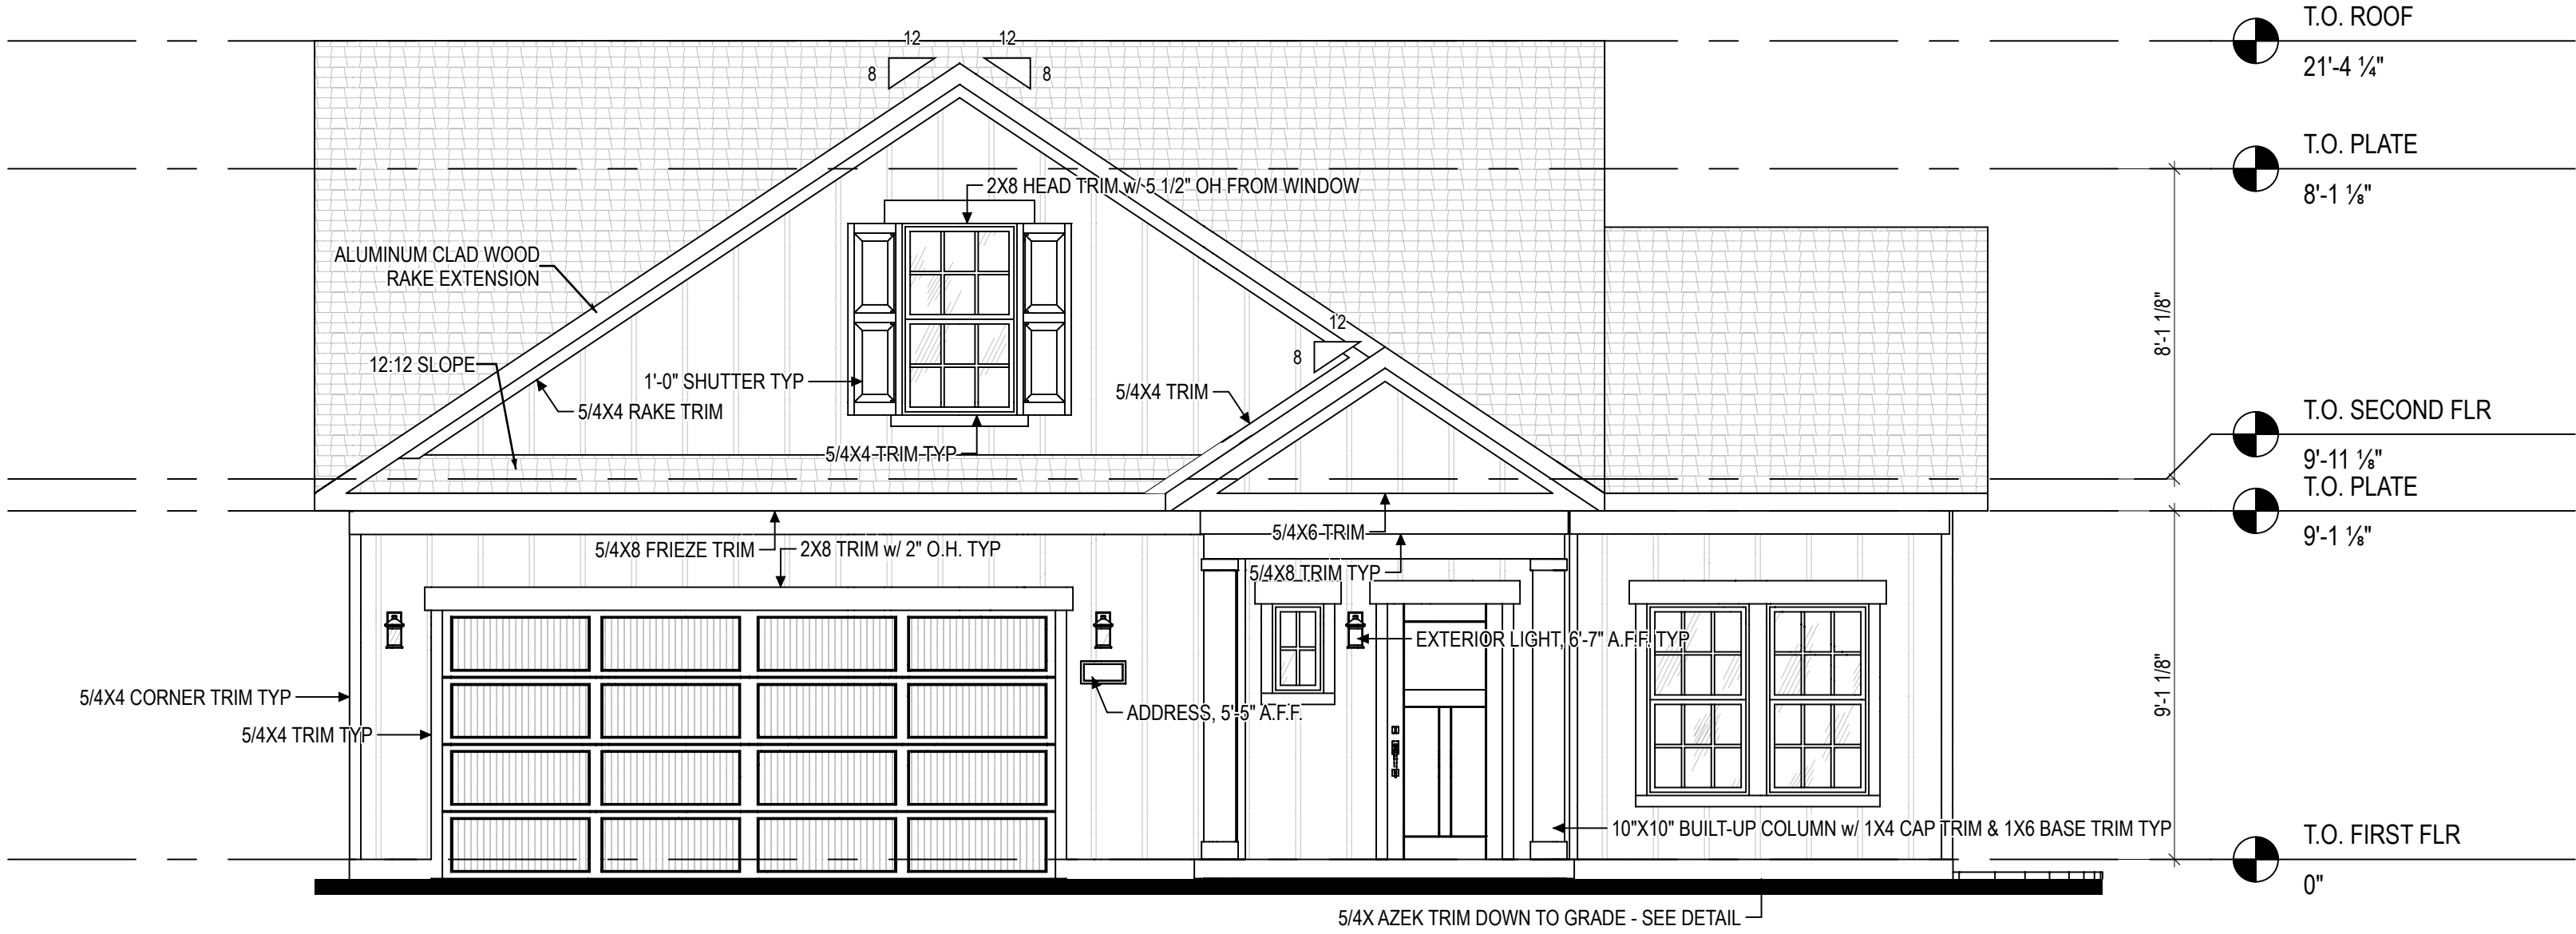 T.O. ROOF
21'-4 ¼"
12
12
8
8
T.O. PLATE
8'-1 ⅛"
2X8 HEAD TRIM w/ 5 1/2" OH FROM WINDOW
ALUMINUM CLAD WOOD
RAKE EXTENSION
8'-1 1/8"
12
8
12:12 SLOPE
1'-0" SHUTTER TYP
5/4X4 TRIM
5/4X4 RAKE TRIM
T.O. SECOND FLR
9'-11 ⅛"
5/4X4 TRIM TYP
T.O. PLATE
9'-1 ⅛"
5/4X6 TRIM
5/4X8 FRIEZE TRIM
2X8 TRIM w/ 2" O.H. TYP
5/4X8 TRIM TYP
EXTERIOR LIGHT, 6'-7" A.F.F. TYP
9'-1 1/8"
5/4X4 CORNER TRIM TYP
ADDRESS, 5'-5" A.F.F.
5/4X4 TRIM TYP
10"X10" BUILT-UP COLUMN w/ 1X4 CAP TRIM & 1X6 BASE TRIM TYP
T.O. FIRST FLR
0"
5/4X AZEK TRIM DOWN TO GRADE - SEE DETAIL